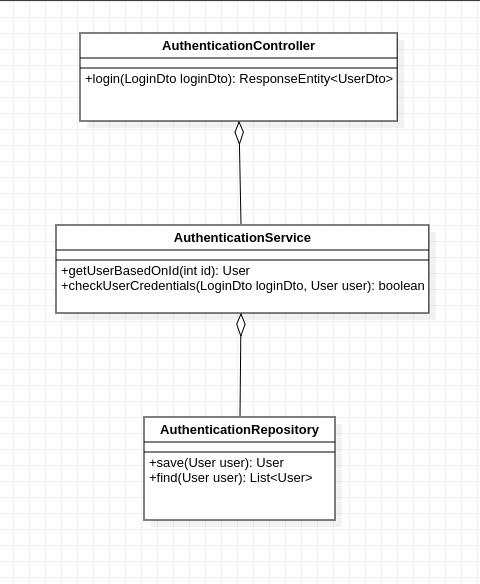 AuthenticationController
+login(LoginDto loginDto): ResponseEntity<UserDto>
AuthenticationService
+getUserBasedOnId(int id): User
+checkUserCredentials(LoginDto loginDto, User user): boolean
AuthenticationRepository
+save(User user): User
+find(User user): List<User>